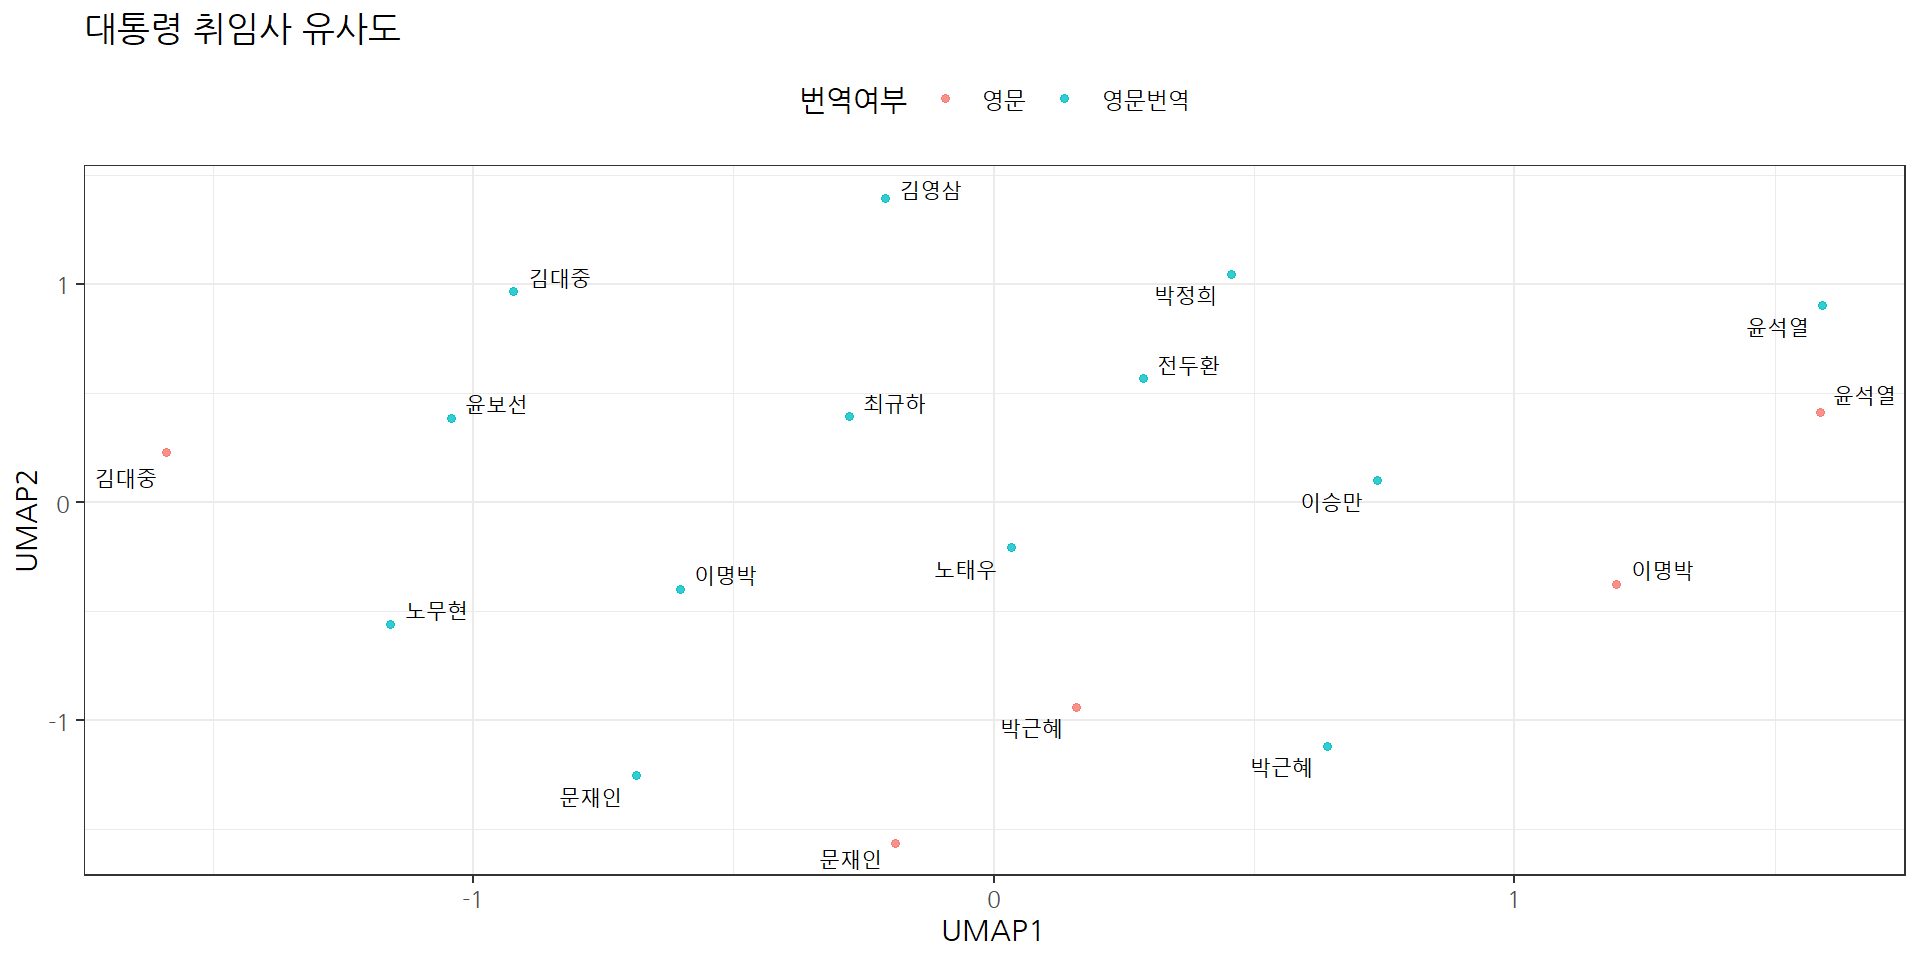 대통령 취임사 유사도
번역여부 영문 영문번역
김영삼
김대중
박정희
윤석열
전두환
윤석열
윤보선
최규하
김대중
이승만
노태우
이명박
이명박
노무현
박근혜
박근혜
문재인
문재인
1
0
-1
UMAP2
-1 0 1
UMAP1